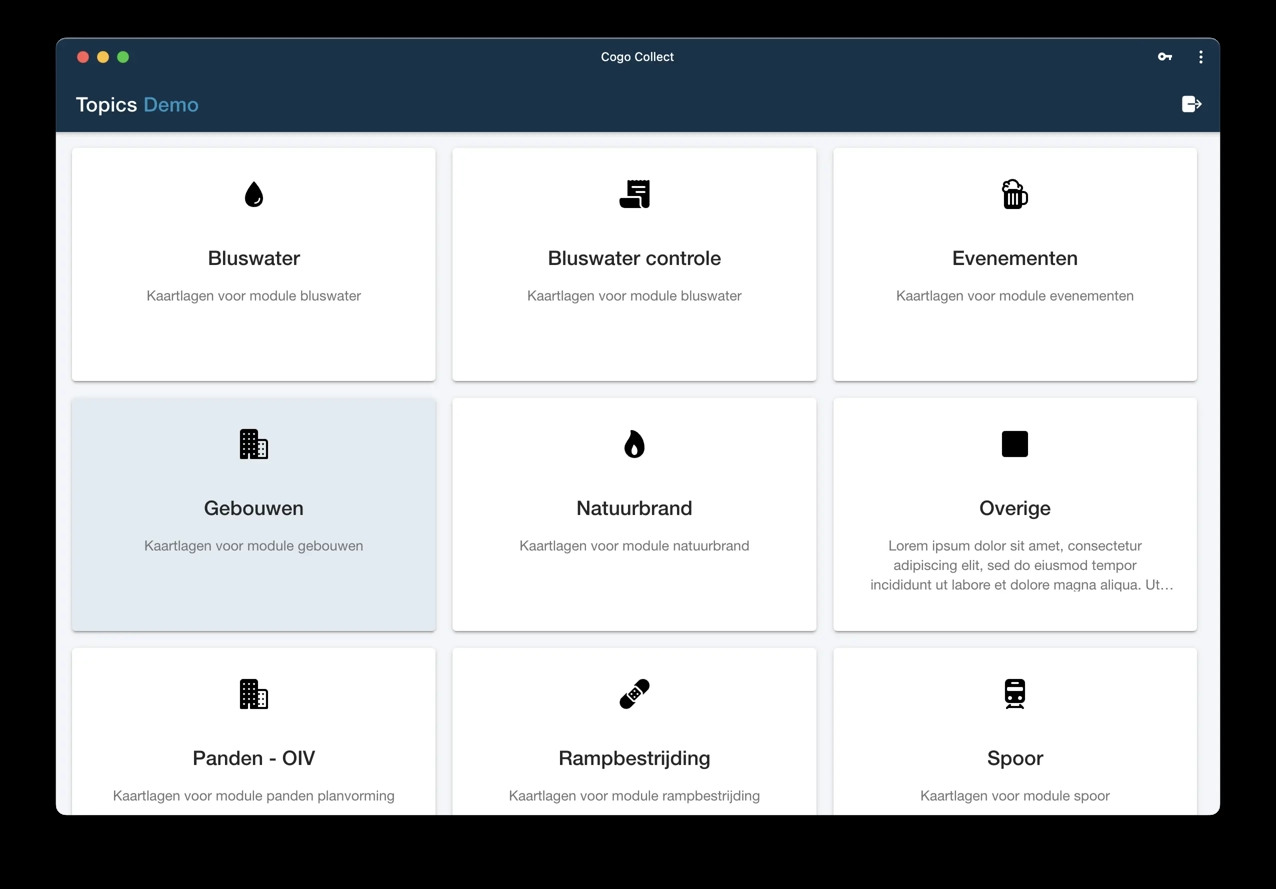 Cogo Collect
Topics Demo
Bluswater
Kaartlagen voor module bluswater
Bluswater controle
Kaartlagen voor module bluswater
Evenementen
Kaartlagen voor module evenementen
Gebouwen
Kaartlagen voor module gebouwen
Natuurbrand
Kaartlagen voor module natuurbrand
Overige
Lorem ipsum dolor sit amet, consectetur
adipiscing elit, sed do eiusmod tempor
incididunt ut labore et dolore magna aliqua. Ut…
Panden - OIV
Kaartlagen voor module panden planvorming
Rampbestrijding
Kaartlagen voor module rampbestrijding
Spoor
Kaartlagen voor module spoor